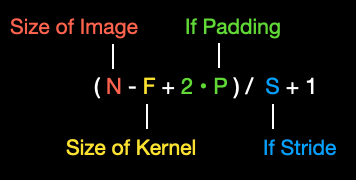 Size of Image If Padding
( N - F + 2 · P ) / S + 1
Size of Kernel If Stride